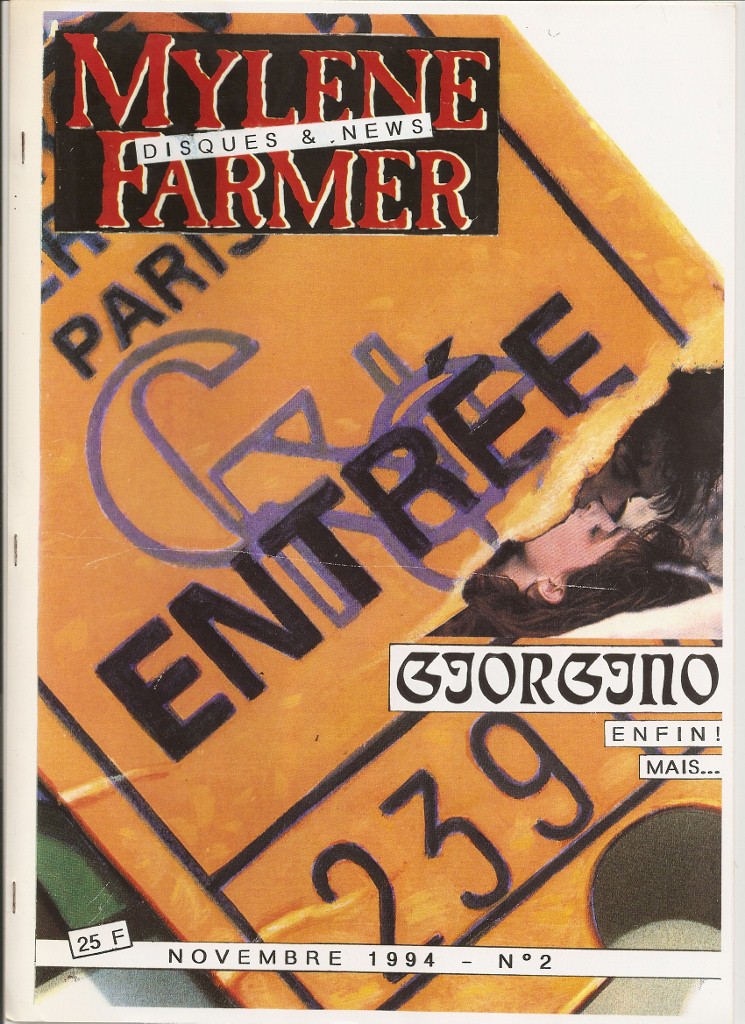 MYLENE
DISQUES & NEWS
FARMER
PARIS
ENTRÉE
GIORGINO
ENFIN!
MAIS...
239
25 F
NOVEMBRE 1994 - N°2